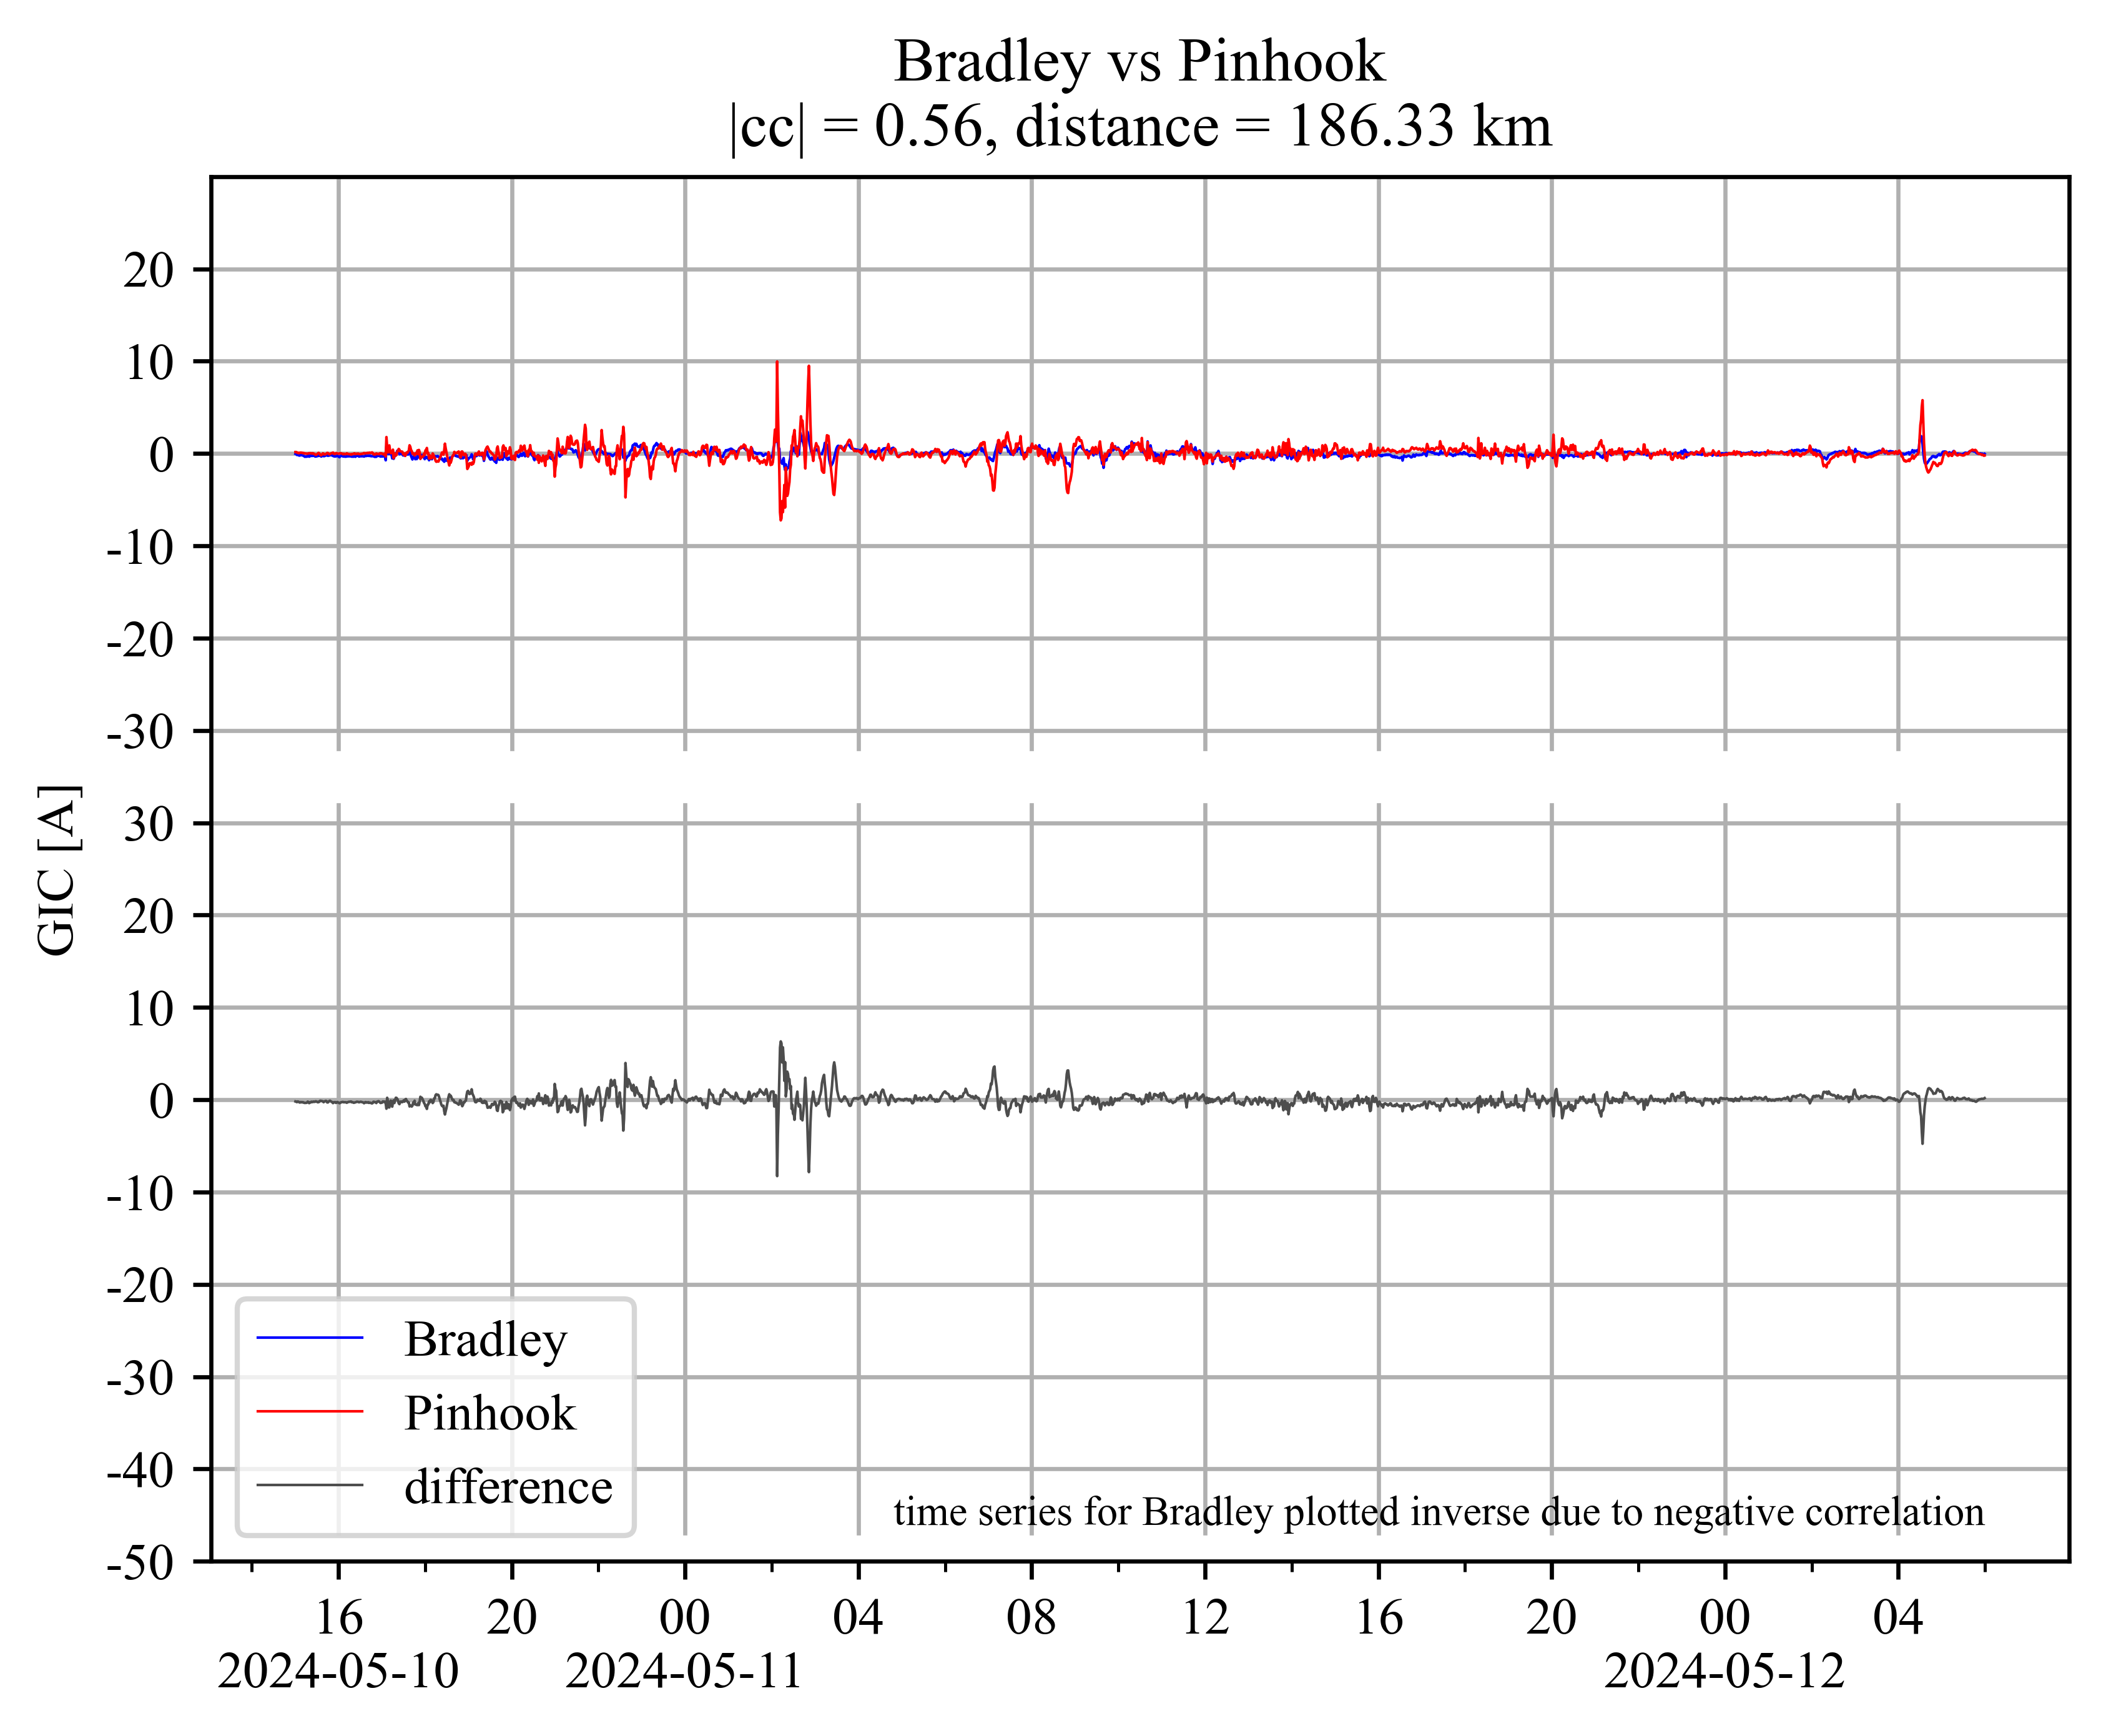 Bradley vs Pinhook
|cc| = 0.56, distance = 186.33 km
20
10
0
-10
-20
-30
30
20
10
0
-10
-20
-30
-40
-50
GIC [A]
Bradley
Pinhook
difference
time series for Bradley plotted inverse due to negative correlation
16 20 00 04 08 12 16 20 00 04
2024-05-10 2024-05-11 2024-05-12